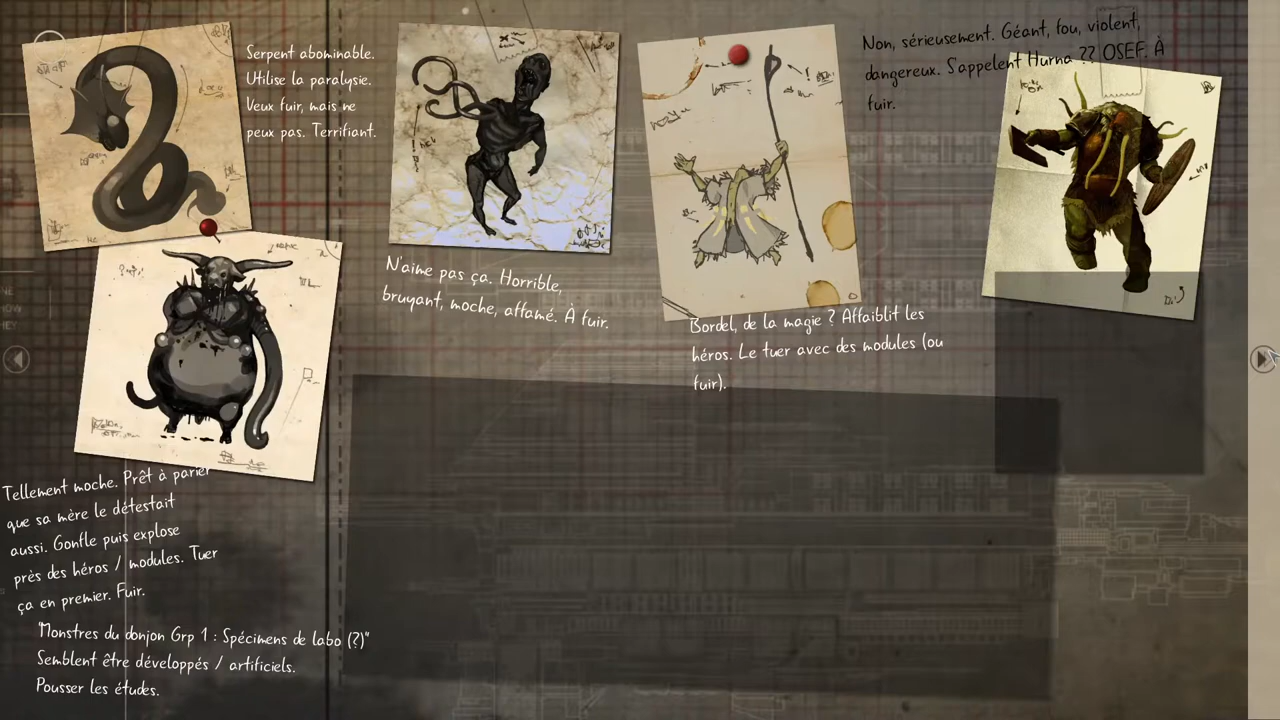 Serpent abominable.
Utilise la paralysie.
Veux fuir, mais ne
peux pas. Terrifiant.
N'aime pas ça. Horrible,
bruyant, moche, affamé. À fuir.
Bordel, de la magie ? Affaiblit les
héros. Le tuer avec des modules (ou
fuir).
Non, sérieusement. Géant, fou, violent,
dangereux. S'appelent Hurna ?? OSEF. À
fuir.
Tellement moche. Prêt à parier
que sa mère le détestait
aussi. Gonfle puis explose
près des héros / modules. Tuer
ça en premier. Fuir.
"Monstres du donjon Grp 1 : Spécimens de labo (?)"
Semblent être développés / artificiels.
Pousser les études.